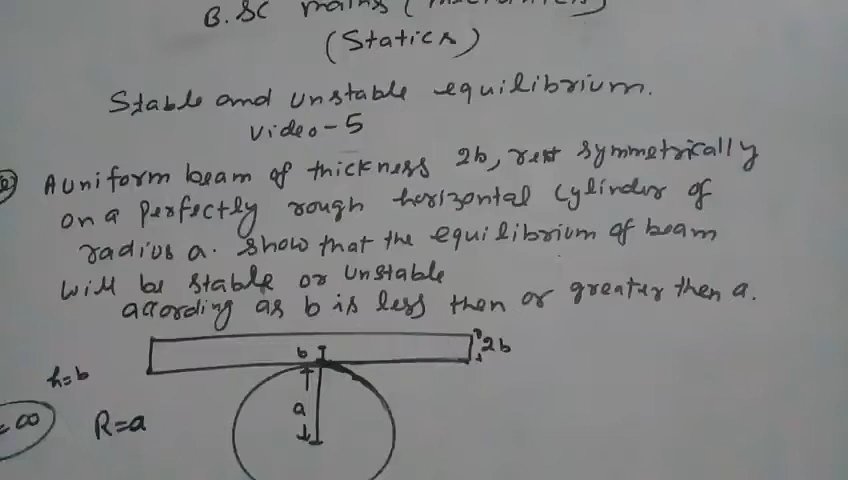 B.SC mains (mechanics)
(Statics)
Stable and unstable equilibrium.
Video-5
A uniform beam of thickness 2b, rest symmetrically
on a perfectly rough horizontal cylinder of
radius a. show that the equilibrium of beam
will be stable or unstable
according as b is less then or greater then a.
b
2b
h=b
a
=∞
R=a